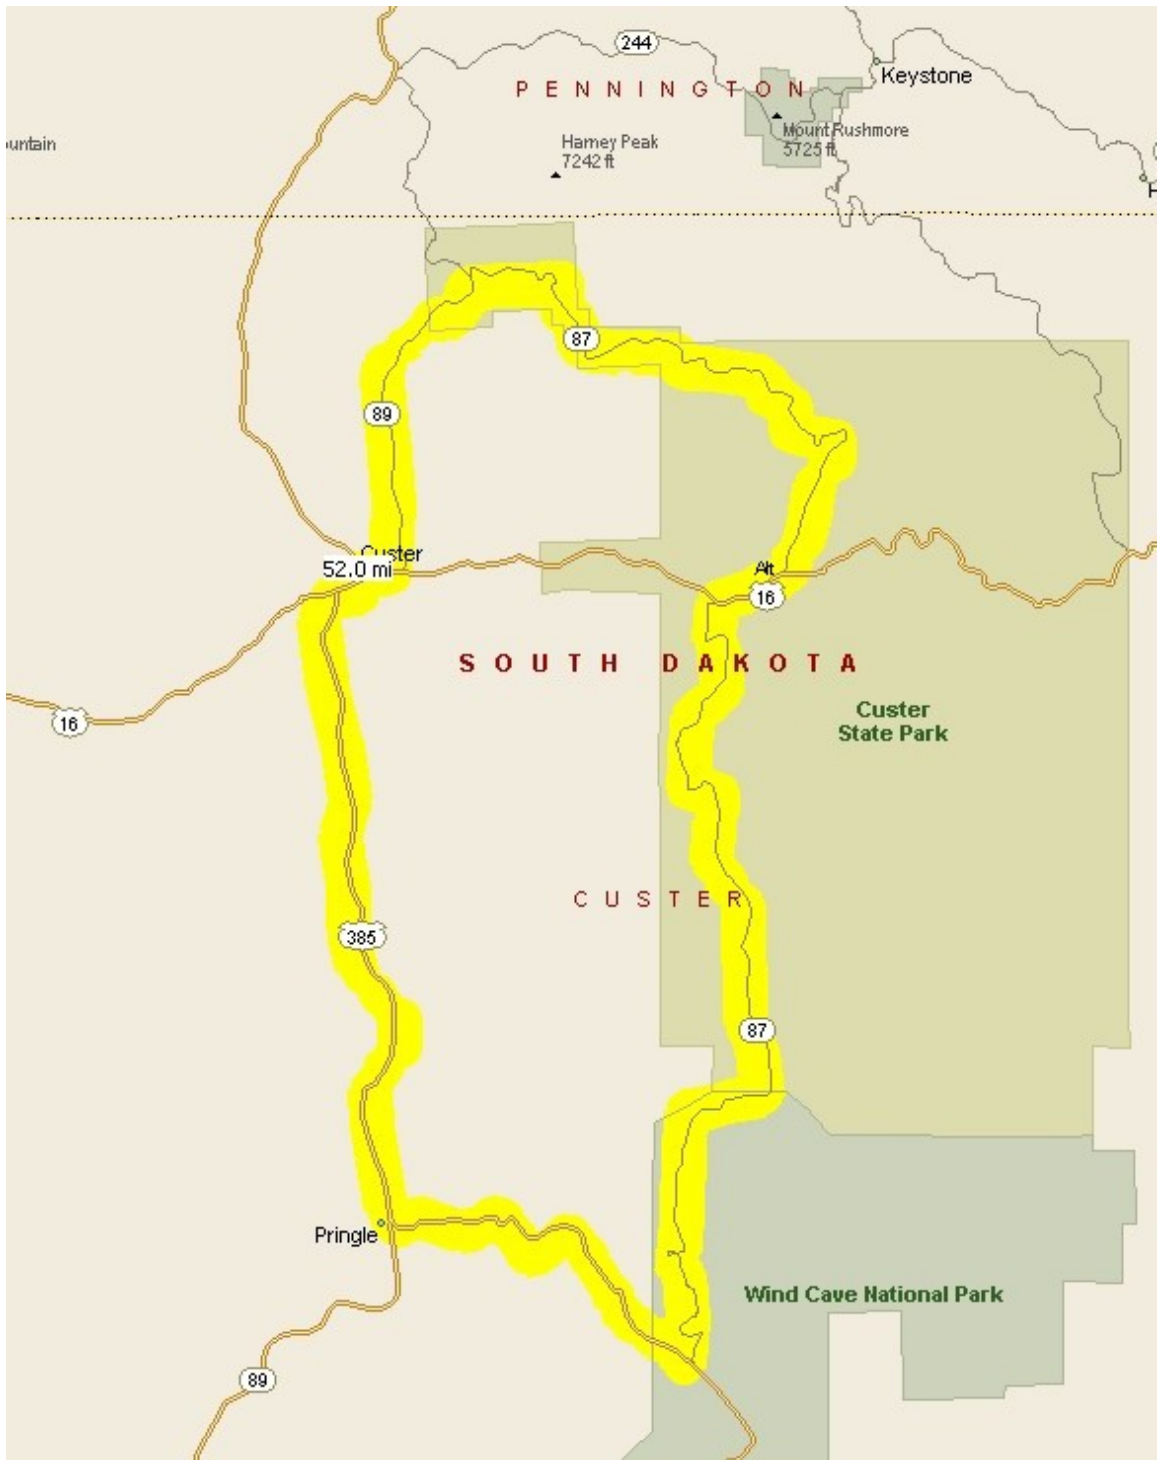 244
Keystone
PENNINGTON
Mount Rushmore
5725 ft
Harney Peak
7242 ft
ountain
H
87
89
Custer
52.0 mi
Alt
16
SOUTH DAKOTA
16
Custer
State Park
CUSTER
385
87
Pringle
Wind Cave National Park
89